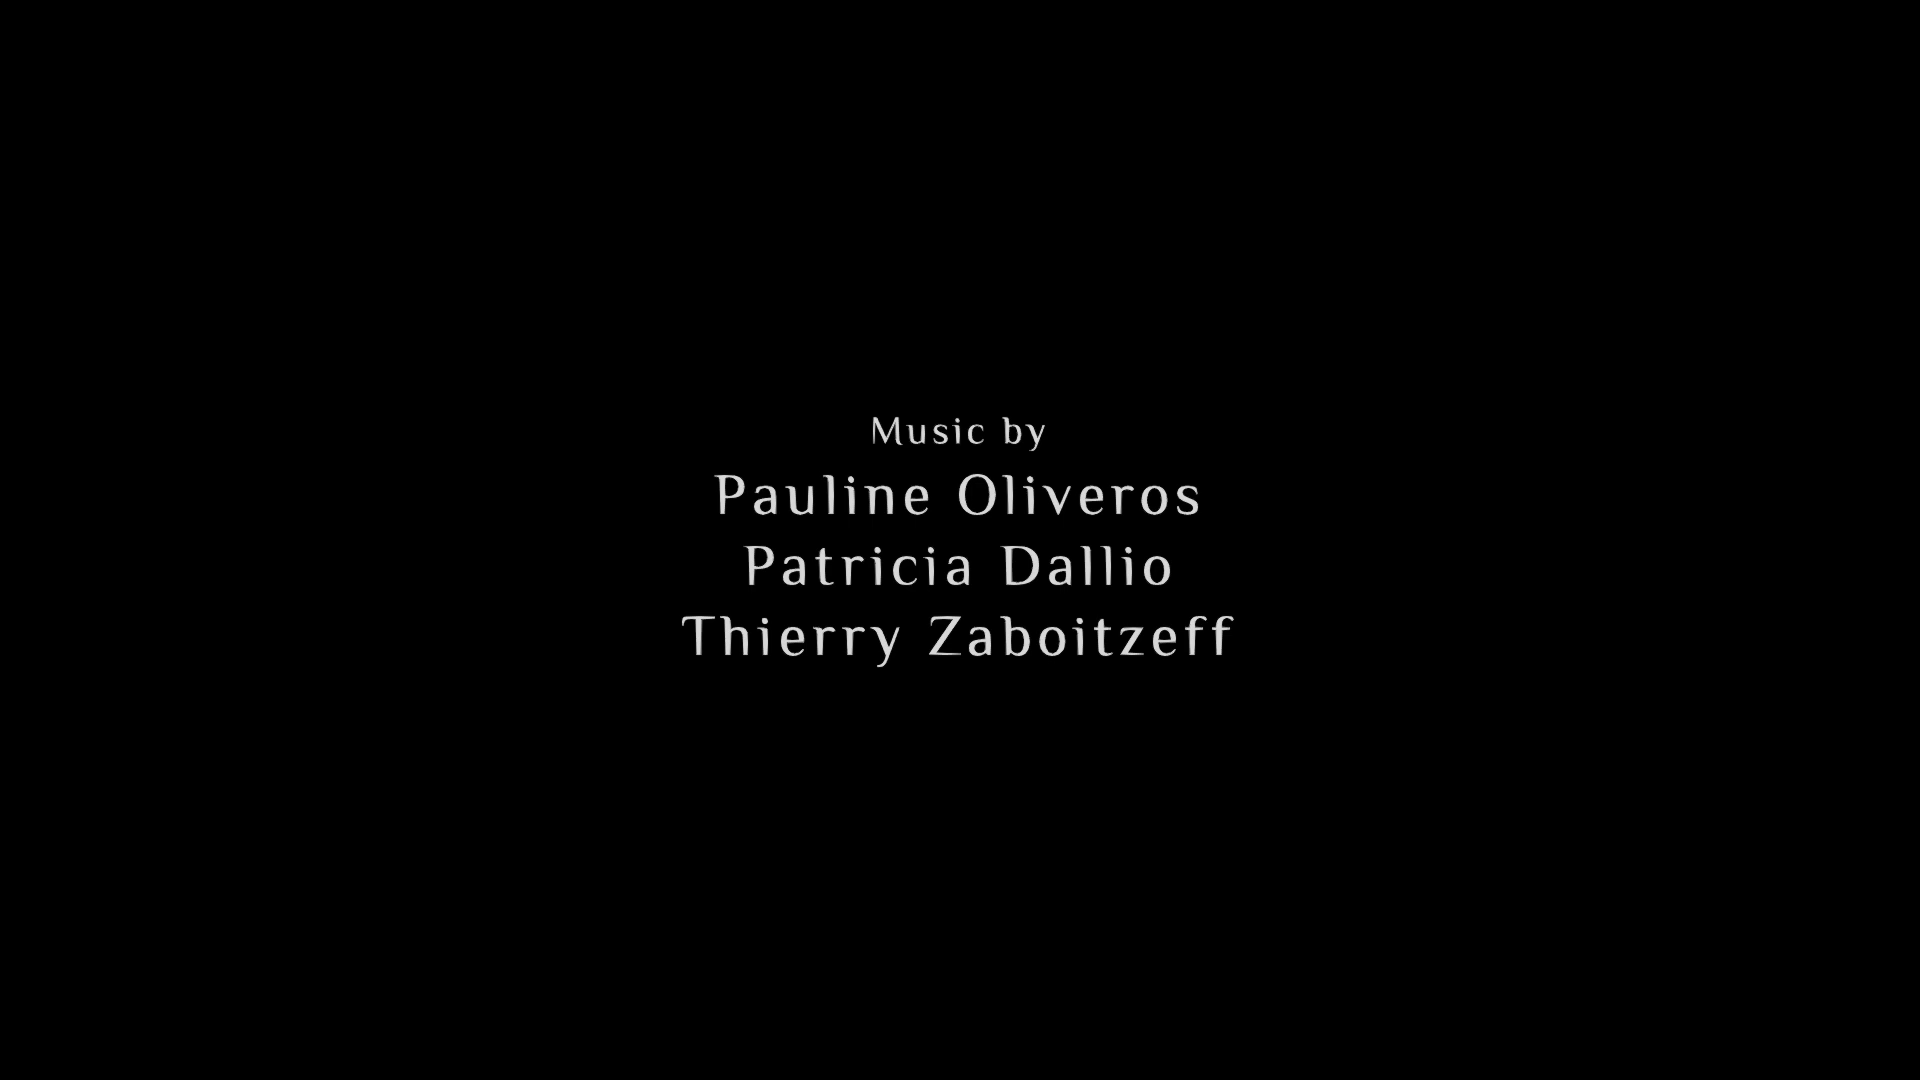 Music by
Pauline Oliveros
Patricia Dallio
Thierry Zaboitzeff